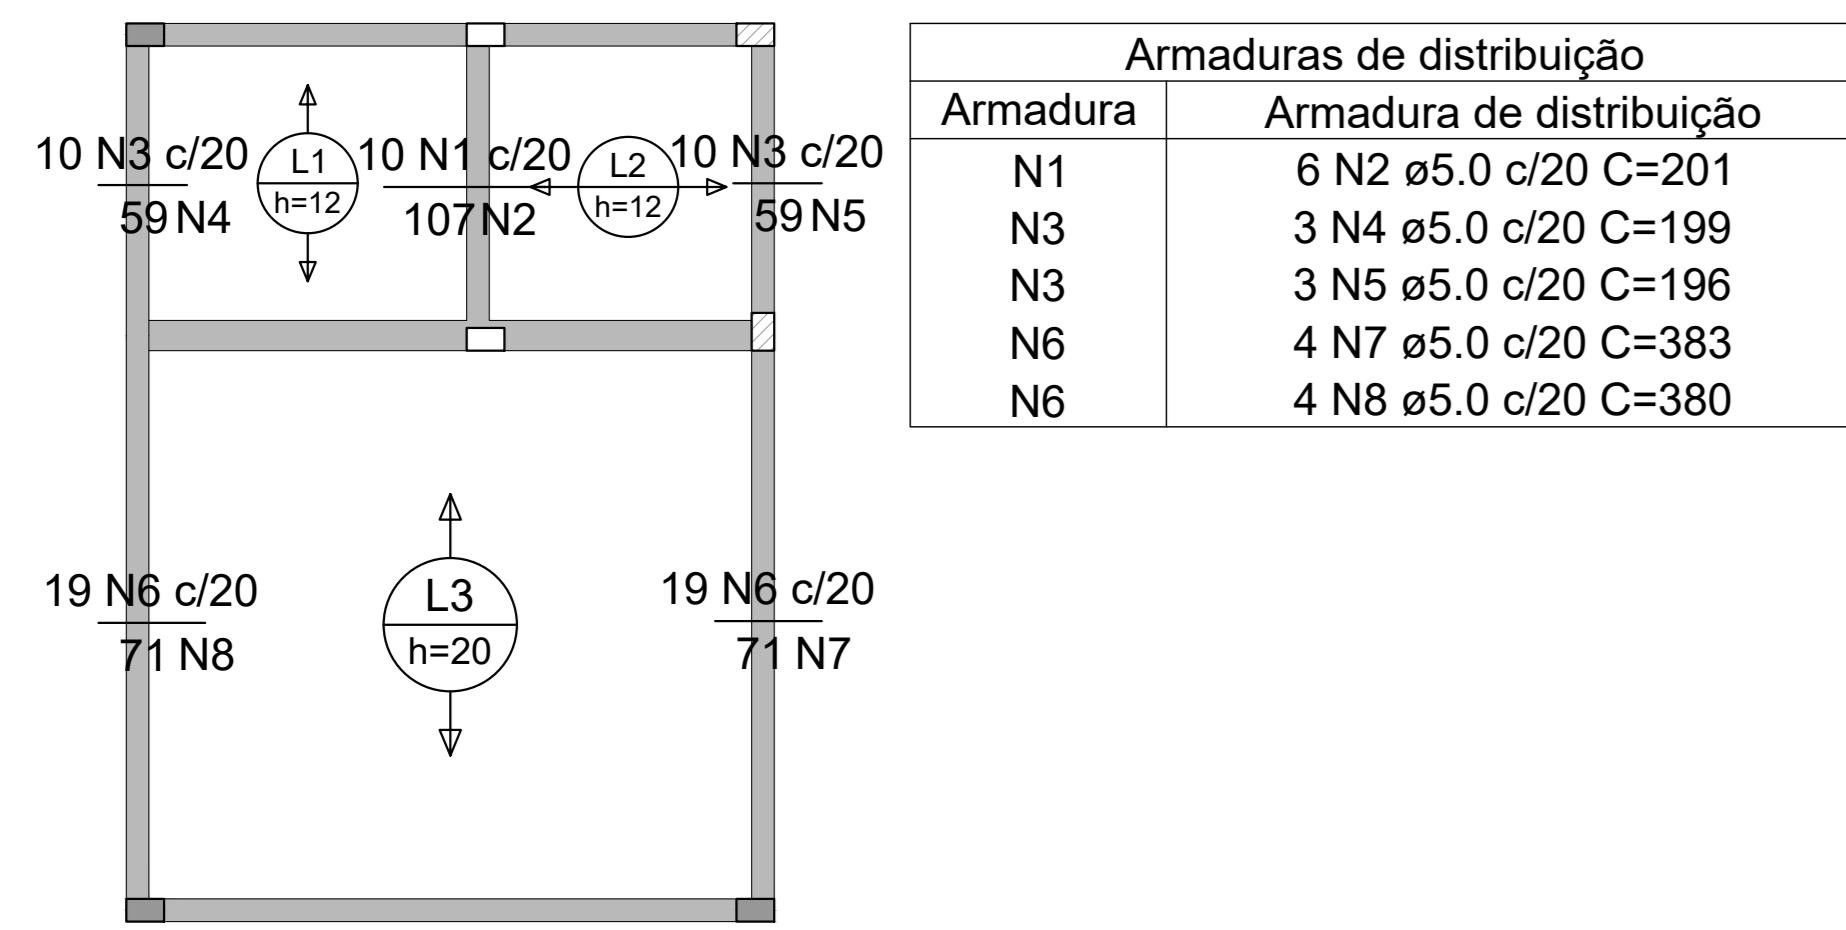 10 N3 c/20
59 N4
L1
h=12
10 N1 c/20
107 N2
L2
h=12
10 N3 c/20
59 N5
19 N6 c/20
71 N8
L3
h=20
19 N6 c/20
71 N7
Armaduras de distribuição
Armadura Armadura de distribuição
N1 6 N2 ø5.0 c/20 C=201
N3 3 N4 ø5.0 c/20 C=199
N3 3 N5 ø5.0 c/20 C=196
N6 4 N7 ø5.0 c/20 C=383
N6 4 N8 ø5.0 c/20 C=380